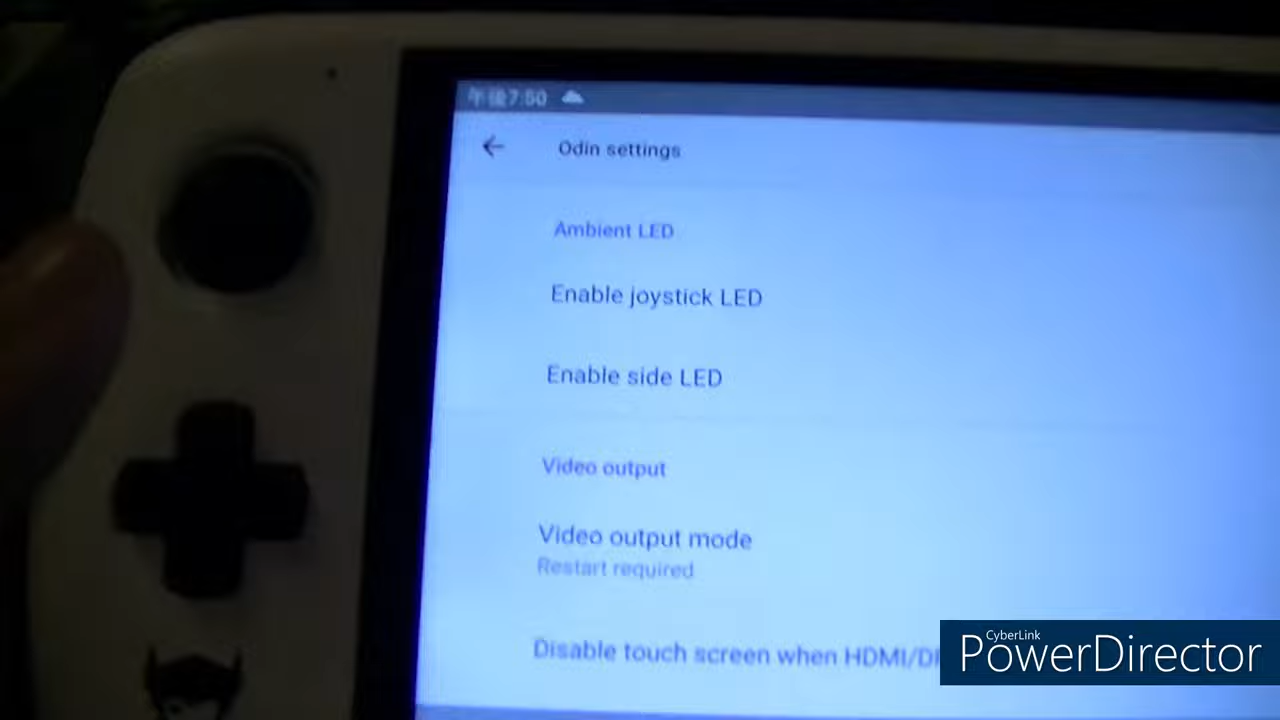 午後7:50
Odin settings
Ambient LED
Enable joystick LED
Enable side LED
Video output
Video output mode
Restart required
Disable touch screen when HDMI/D
CyberLink
PowerDirector